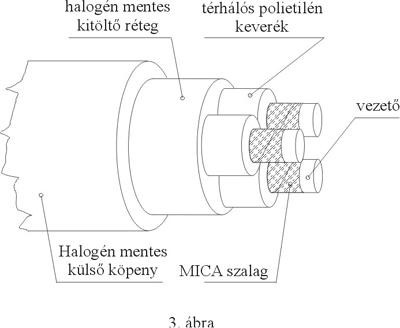 halogén mentes
kitöltő réteg
térhálós polietilén
keverék
vezető
Halogén mentes
külső köpeny
MICA szalag
3. ábra